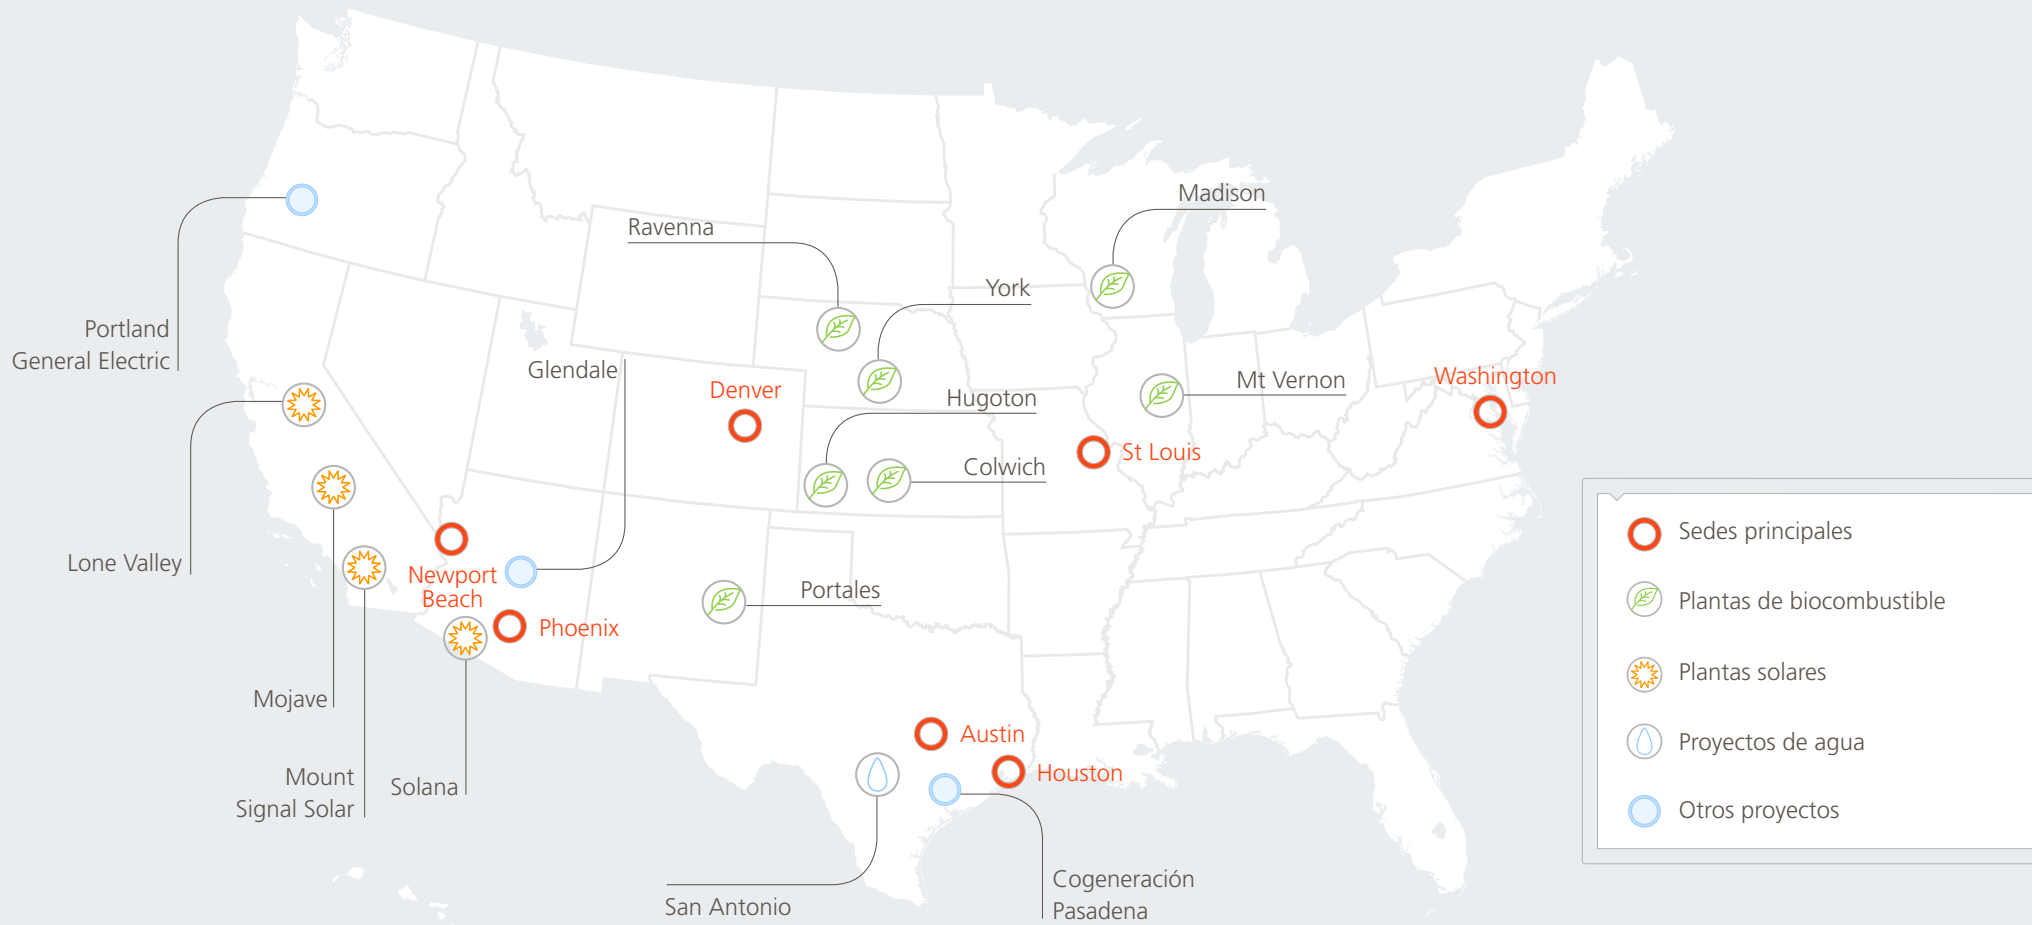 Madison
Ravenna
York
Portland
General Electric
Glendale
Denver
Hugoton
Mt Vernon
Washington
St Louis
Colwich
Lone Valley
Newport
Beach
Phoenix
Portales
Mojave
Mount
Signal Solar
Solana
Austin
Houston
San Antonio
Cogeneración
Pasadena
Sedes principales
Plantas de biocombustible
Plantas solares
Proyectos de agua
Otros proyectos